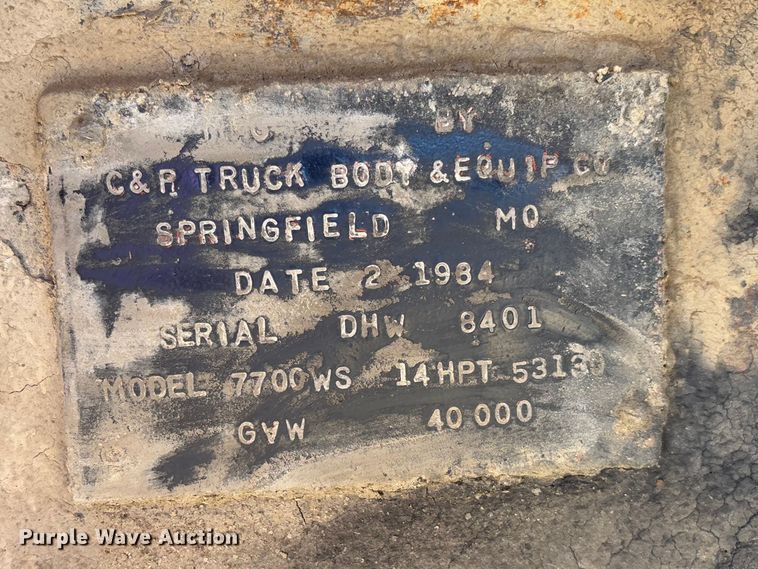 BY
C&R TRUCK BODY & EQUIP CO
SPRINGFIELD MO
DATE 2 1984
SERIAL DHW 8401
MODEL 7700WS 14HPT 53130
GVW 40 000
Purple Wave Auction